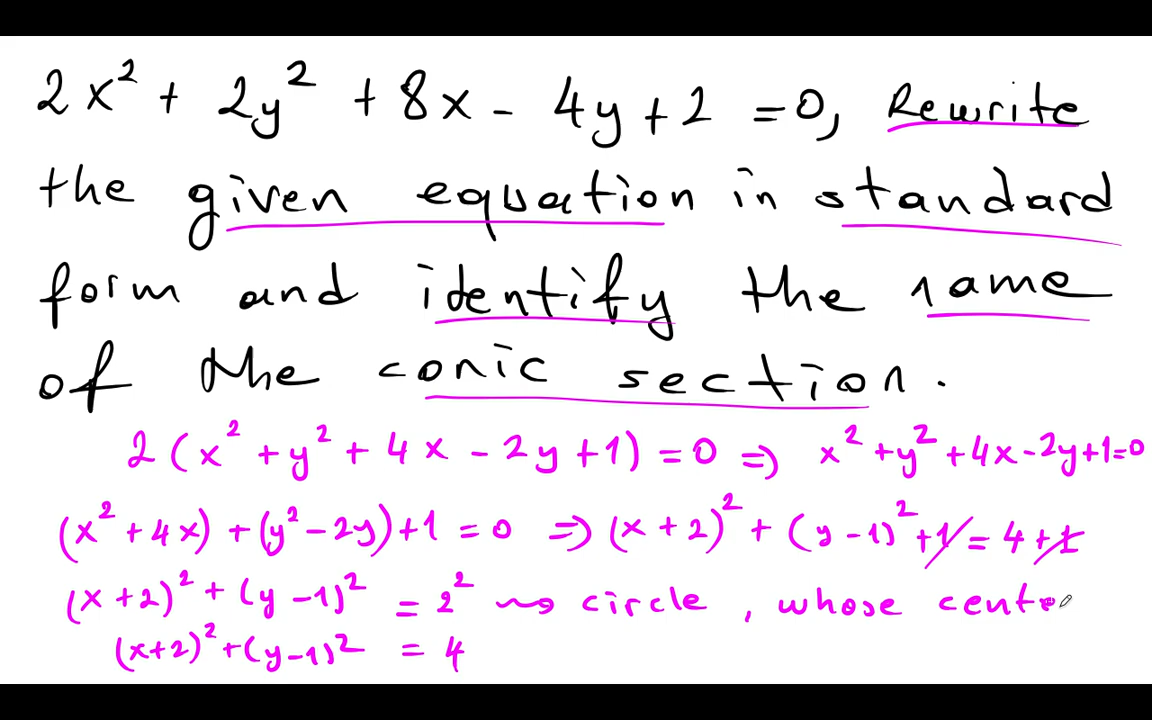 2x² + 2y² + 8x - 4y + 2 = 0, Rewrite
the given equation in standard
form and identify the name
of the conic section.
2(x² + y² + 4x - 2y + 1) = 0 => x² + y² + 4x - 2y + 1 = 0
(x² + 4x) + (y² - 2y) + 1 = 0 => (x + 2)² + (y - 1)² + 1 = 4 + 1
(x + 2)² + (y - 1)² = 2² ~> circle, whose cente
(x+2)² + (y-1)² = 4